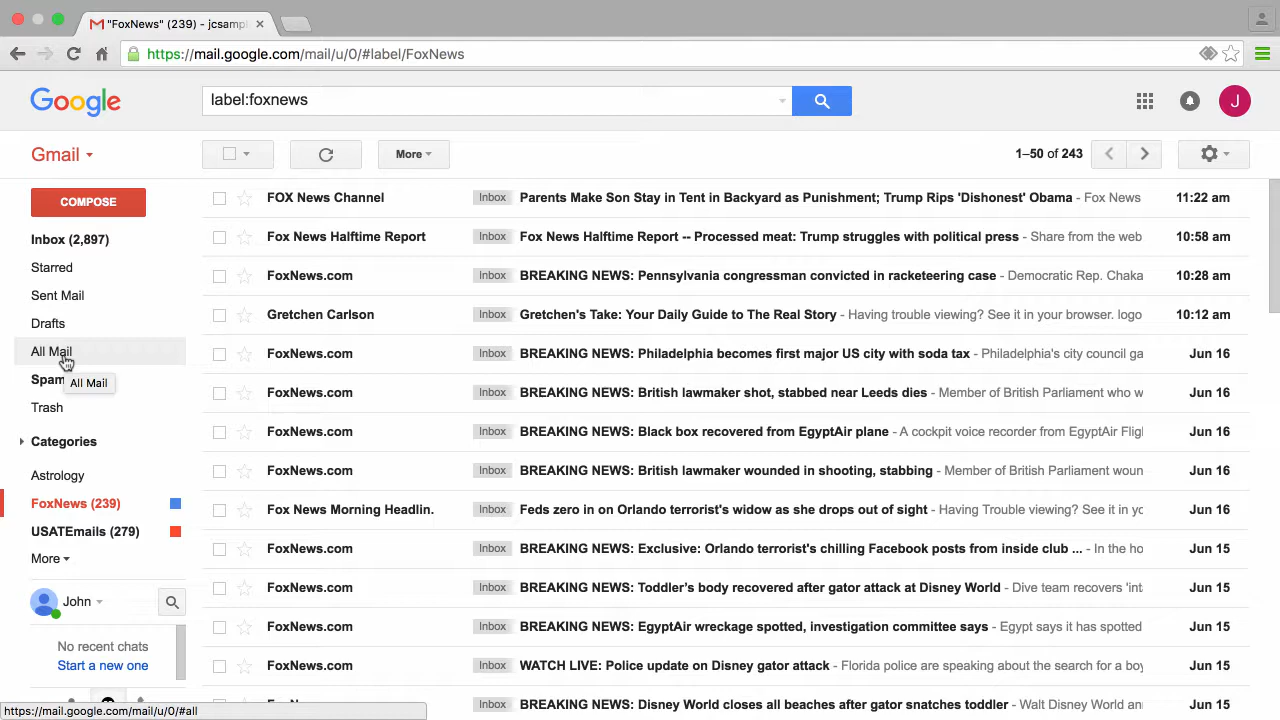 "FoxNews" (239) - jcsampl
https://mail.google.com/mail/u/0/#label/FoxNews
Google
label:foxnews
J
Gmail
More
1–50 of 243
COMPOSE
Inbox (2,897)
Starred
Sent Mail
Drafts
All Mail
Spam
All Mail
Trash
Categories
Astrology
FoxNews (239)
USATEmails (279)
More
John
No recent chats
Start a new one
FOX News Channel Inbox Parents Make Son Stay in Tent in Backyard as Punishment; Trump Rips 'Dishonest' Obama - Fox News 11:22 am
Fox News Halftime Report Inbox Fox News Halftime Report -- Processed meat: Trump struggles with political press - Share from the web 10:58 am
FoxNews.com Inbox BREAKING NEWS: Pennsylvania congressman convicted in racketeering case - Democratic Rep. Chaka 10:28 am
Gretchen Carlson Inbox Gretchen's Take: Your Daily Guide to The Real Story - Having trouble viewing? See it in your browser. logo 10:12 am
FoxNews.com Inbox BREAKING NEWS: Philadelphia becomes first major US city with soda tax - Philadelphia's city council ga Jun 16
FoxNews.com Inbox BREAKING NEWS: British lawmaker shot, stabbed near Leeds dies - Member of British Parliament who w Jun 16
FoxNews.com Inbox BREAKING NEWS: Black box recovered from EgyptAir plane - A cockpit voice recorder from EgyptAir Fligh Jun 16
FoxNews.com Inbox BREAKING NEWS: British lawmaker wounded in shooting, stabbing - Member of British Parliament woun Jun 16
Fox News Morning Headlin. Inbox Feds zero in on Orlando terrorist's widow as she drops out of sight - Having Trouble viewing? See it in yo Jun 16
FoxNews.com Inbox BREAKING NEWS: Exclusive: Orlando terrorist's chilling Facebook posts from inside club ... - In the ho Jun 15
FoxNews.com Inbox BREAKING NEWS: Toddler's body recovered after gator attack at Disney World - Dive team recovers 'int Jun 15
FoxNews.com Inbox BREAKING NEWS: EgyptAir wreckage spotted, investigation committee says - Egypt says it has spotted Jun 15
FoxNews.com Inbox WATCH LIVE: Police update on Disney gator attack - Florida police are speaking about the search for a boy Jun 15
Inbox BREAKING NEWS: Disney World closes all beaches after gator snatches toddler - Walt Disney World an Jun 15
https://mail.google.com/mail/u/0/#all